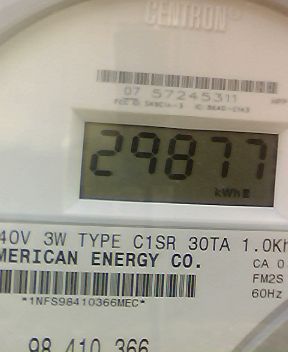 CENTRON®
07 57245311
29877
kWh
40V 3W TYPE C1SR 30TA 1.0Kh
MERICAN ENERGY CO.
CA 0
FM2S
*1NFS98410366MEC*
60Hz
98 410 366